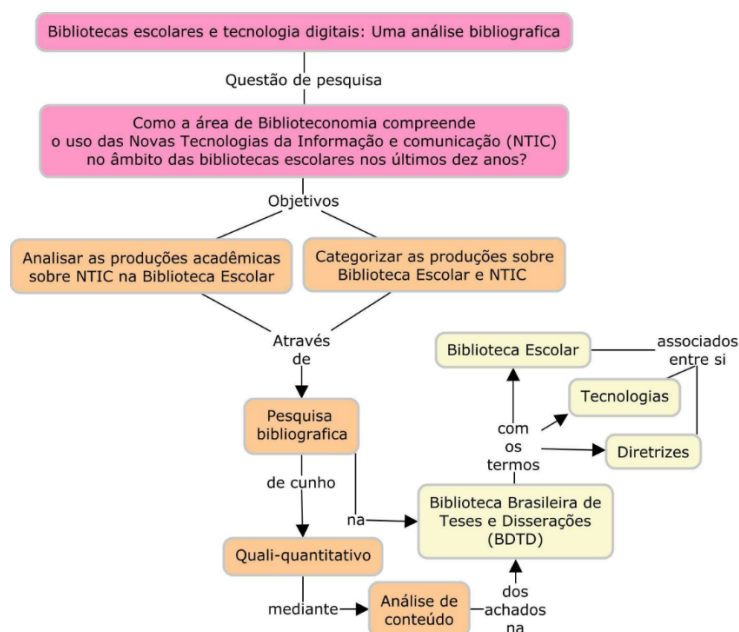 Bibliotecas escolares e tecnologia digitais: Uma análise bibliografica
Questão de pesquisa
Como a área de Biblioteconomia compreende
o uso das Novas Tecnologias da Informação e comunicação (NTIC)
no âmbito das bibliotecas escolares nos últimos dez anos?
Objetivos
Analisar as produções acadêmicas
sobre NTIC na Biblioteca Escolar
Categorizar as produções sobre
Biblioteca Escolar e NTIC
Através
de
Pesquisa
bibliografica
de cunho
Quali-quantitativo
mediante
Análise de
conteúdo
dos
achados
na
na
Biblioteca Brasileira de
Teses e Disserações
(BDTD)
com
os
termos
Biblioteca Escolar
Tecnologias
Diretrizes
associados
entre si